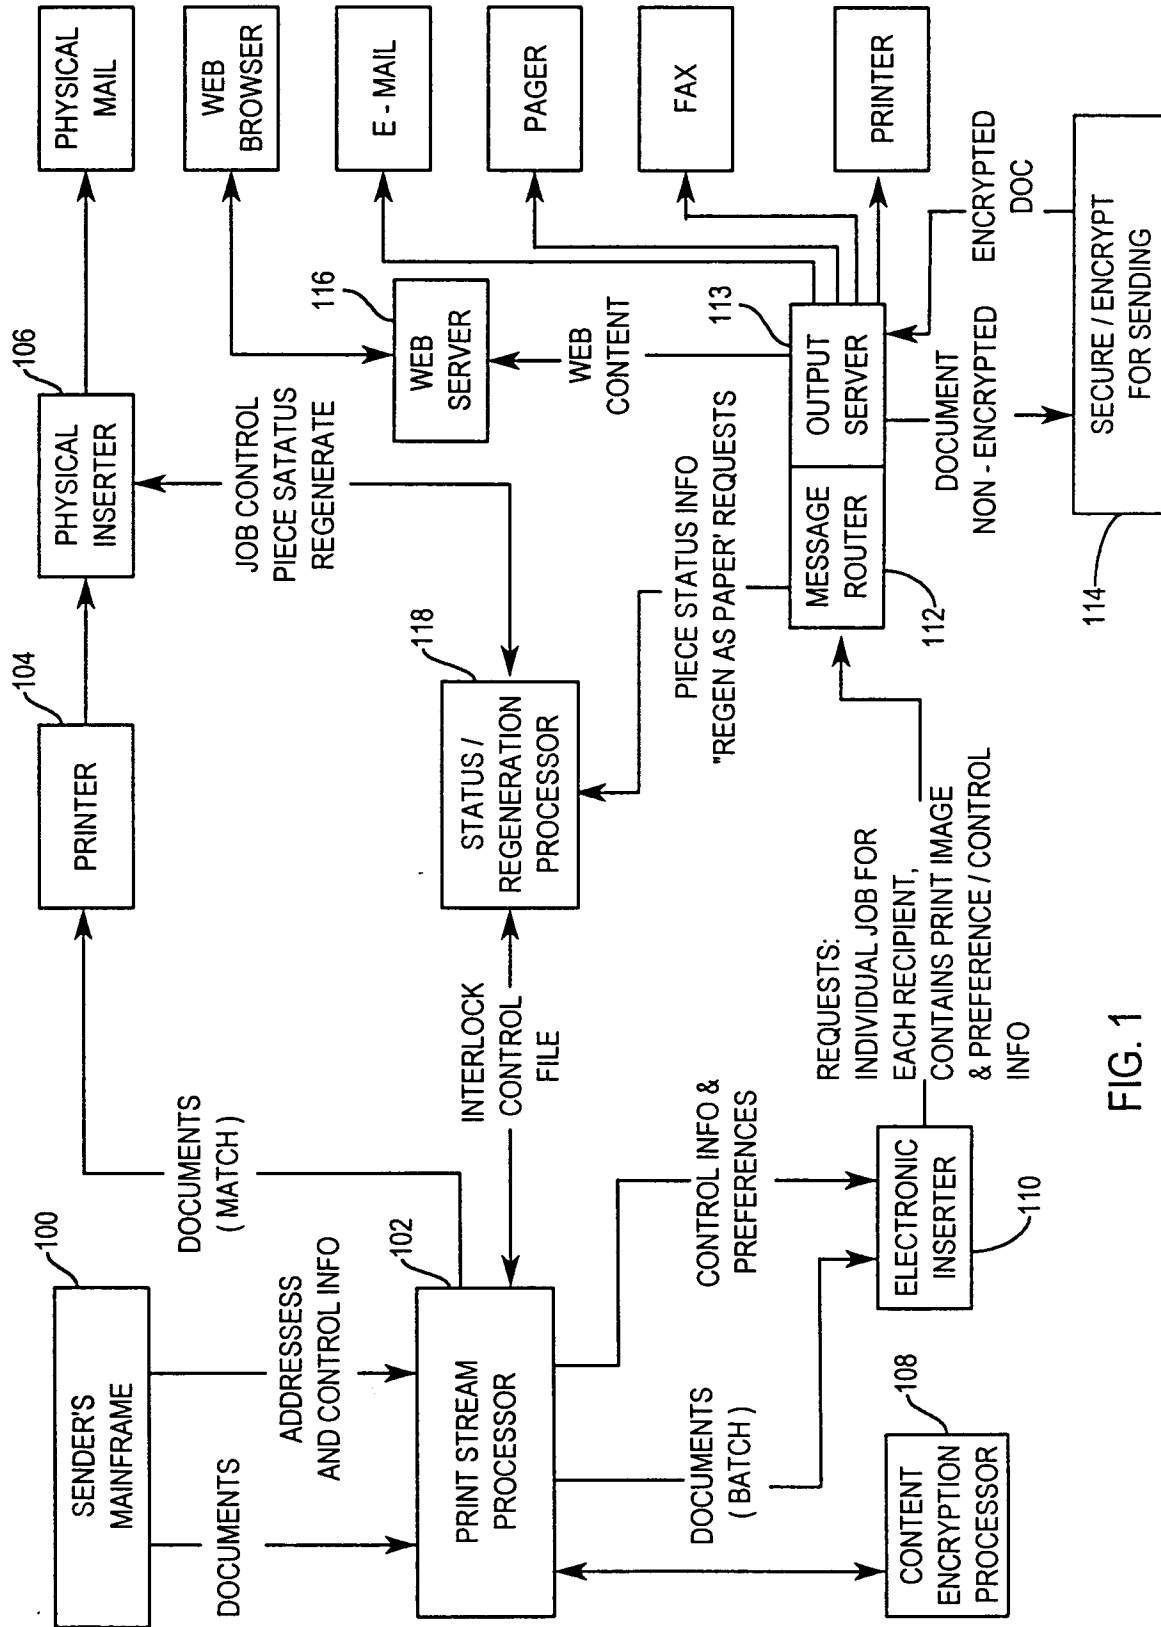 100
SENDER'S
MAINFRAME
DOCUMENTS
ADDRESSESS
AND CONTROL INFO
102
PRINT STREAM
PROCESSOR
DOCUMENTS
( MATCH )
104
PRINTER
106
PHYSICAL
INSERTER
PHYSICAL
MAIL
JOB CONTROL
PIECE SATATUS
REGENERATE
INTERLOCK
CONTROL
FILE
118
STATUS /
REGENERATION
PROCESSOR
116
WEB
SERVER
WEB
BROWSER
E - MAIL
PAGER
FAX
PRINTER
WEB
CONTENT
PIECE STATUS INFO
"REGEN AS PAPER' REQUESTS
113
MESSAGE
ROUTER
OUTPUT
SERVER
112
DOCUMENT
NON - ENCRYPTED
ENCRYPTED
DOC
114
SECURE / ENCRYPT
FOR SENDING
CONTROL INFO &
PREFERENCES
DOCUMENTS
( BATCH )
108
CONTENT
ENCRYPTION
PROCESSOR
ELECTRONIC
INSERTER
110
REQUESTS:
INDIVIDUAL JOB FOR
EACH RECIPIENT,
CONTAINS PRINT IMAGE
& PREFERENCE / CONTROL
INFO
FIG. 1